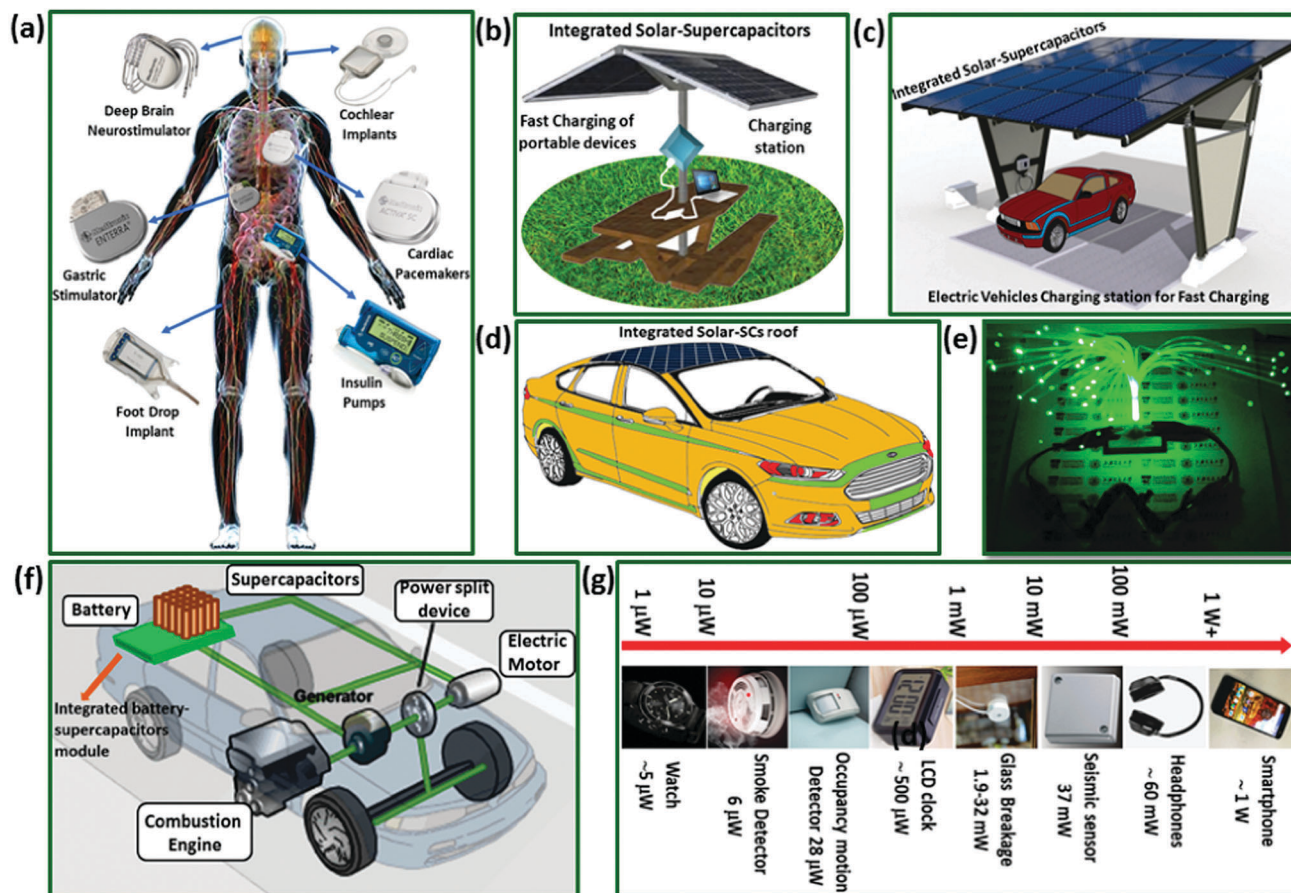 (a)
Deep Brain
Neurostimulator
Cochlear
Implants
ENTERRA
ACTIVA SC
Gastric
Stimulator
Cardiac
Pacemakers
Foot Drop
Implant
Insulin
Pumps
(b)
Integrated Solar-Supercapacitors
Fast Charging of
portable devices
Charging
station
(c)
Integrated Solar-Supercapacitors
Electric Vehicles Charging station for Fast Charging
(d)
Integrated Solar-SCs roof
(e)
(f)
Supercapacitors
Battery
Power split
device
Electric
Motor
Generator
Integrated battery-
supercapacitors
module
Combustion
Engine
(g)
1 μW
10 μW
100 μW
1 mW
10 mW
100 mW
1 W+
(d)
Watch
~5 μW
Smoke Detector
6 μW
Occupancy motion
Detector 28 μW
LCD clock
~ 500 μW
Glass Breakage
1.9-32 mW
Seismic sensor
37 mW
Headphones
~ 60 mW
Smartphone
~ 1 W